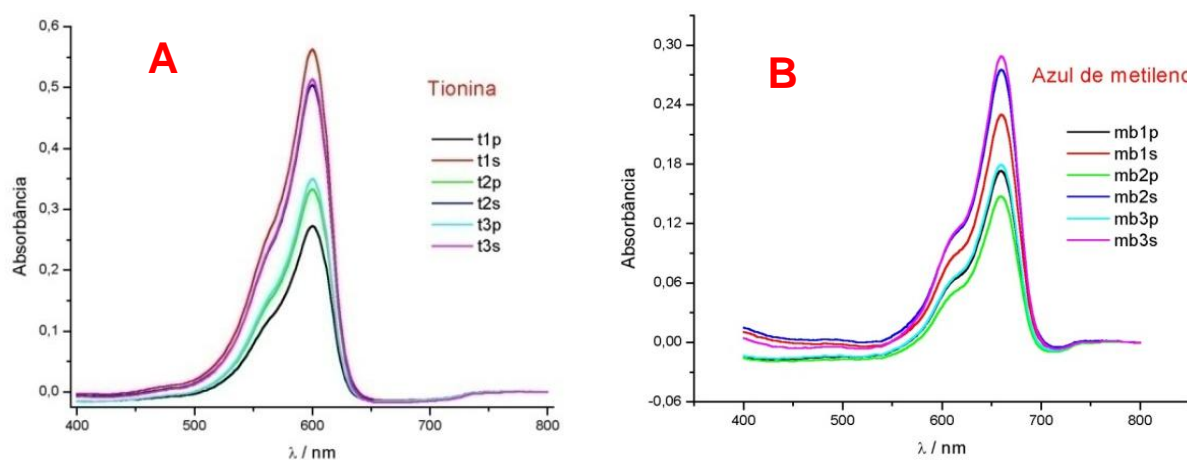 A
Tionina
t1p
t1s
t2p
t2s
t3p
t3s
Absorbância
0,6
0,5
0,4
0,3
0,2
0,1
0,0
400 500 600 700 800
λ / nm
B
Azul de metileno
mb1p
mb1s
mb2p
mb2s
mb3p
mb3s
Absorbância
0,30
0,24
0,18
0,12
0,06
0,00
-0,06
400 500 600 700 800
λ / nm